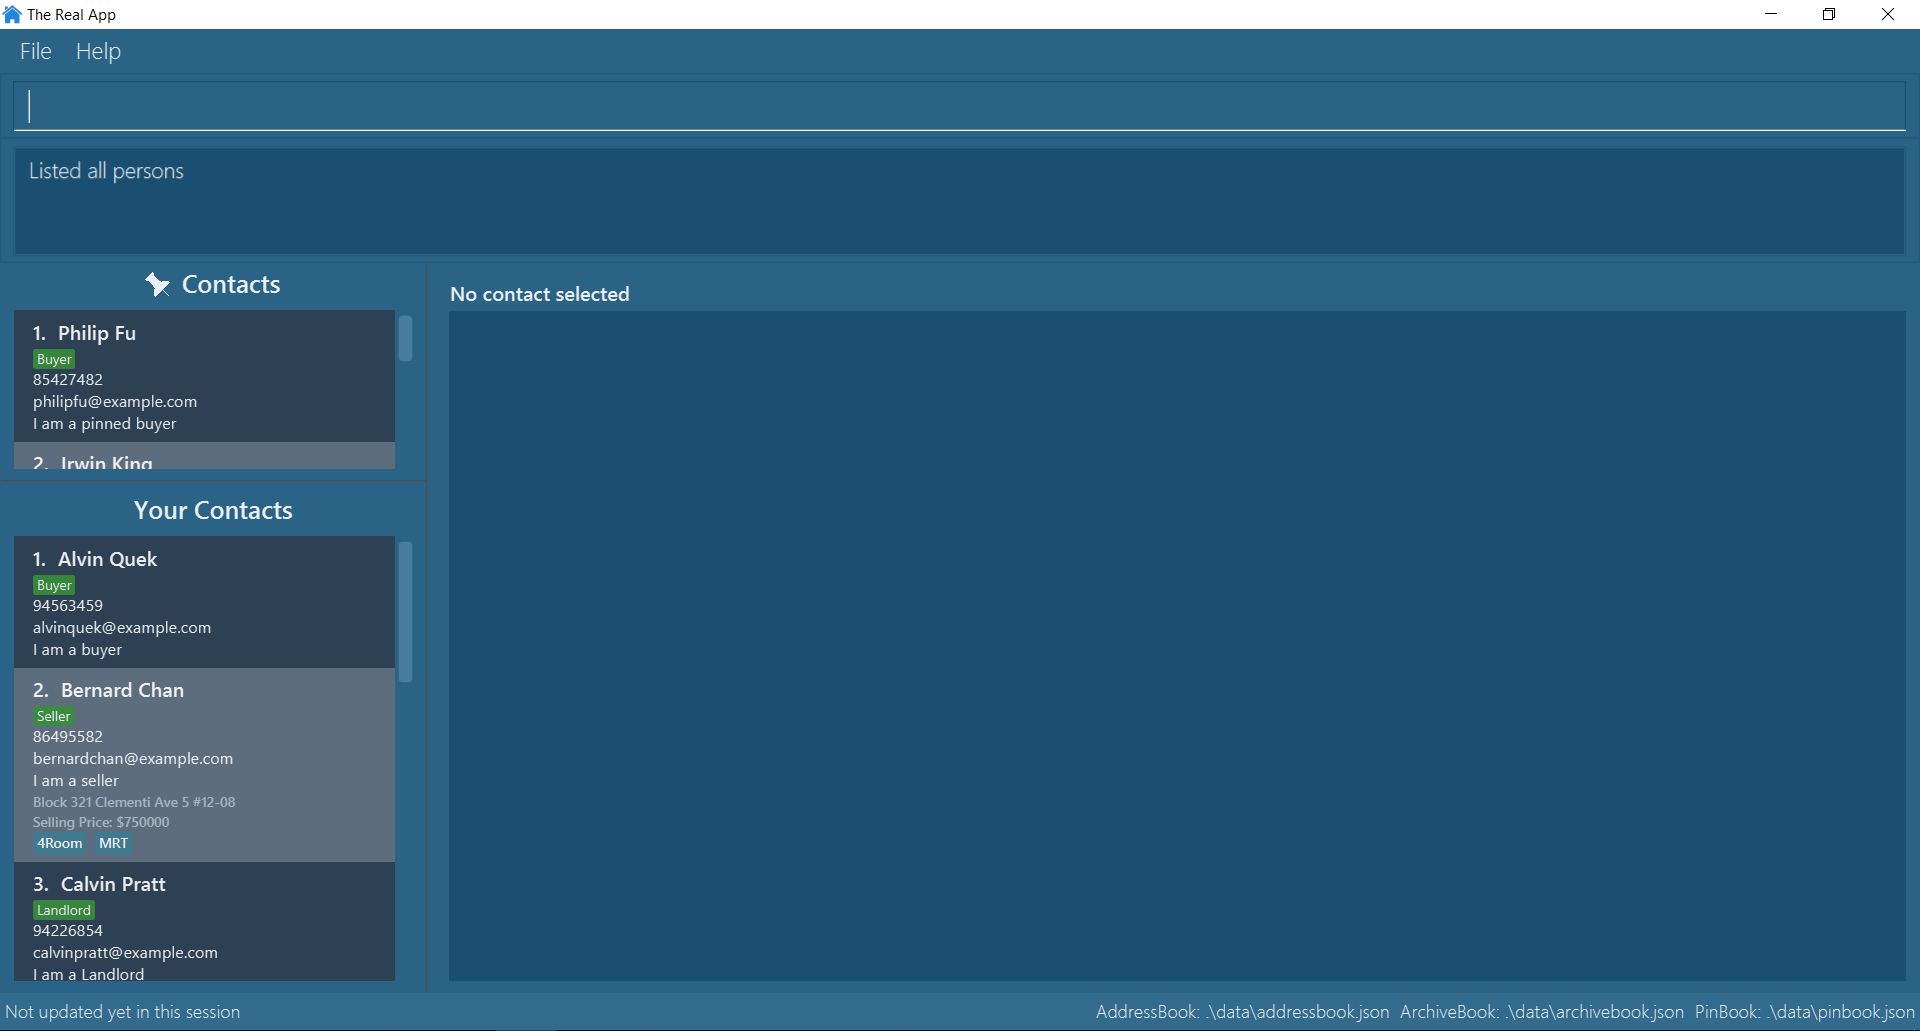 The Real App
File Help
Listed all persons
Contacts
1. Philip Fu
Buyer
85427482
philipfu@example.com
I am a pinned buyer
2. Irwin King
No contact selected
Your Contacts
1. Alvin Quek
Buyer
94563459
alvinquek@example.com
I am a buyer
2. Bernard Chan
Seller
86495582
bernardchan@example.com
I am a seller
Block 321 Clementi Ave 5 #12-08
Selling Price: $750000
4Room MRT
3. Calvin Pratt
Landlord
94226854
calvinpratt@example.com
I am a Landlord
Not updated yet in this session
AddressBook: .\data\addressbook.json ArchiveBook: .\data\archivebook.json PinBook: .\data\pinbook.json